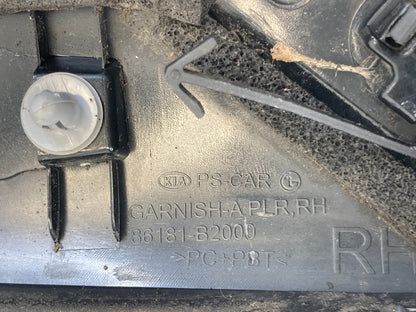 KIA PS-CAR L
GARNISH-A PLR,RH
86181-B2000
>PC+PBT<
RH